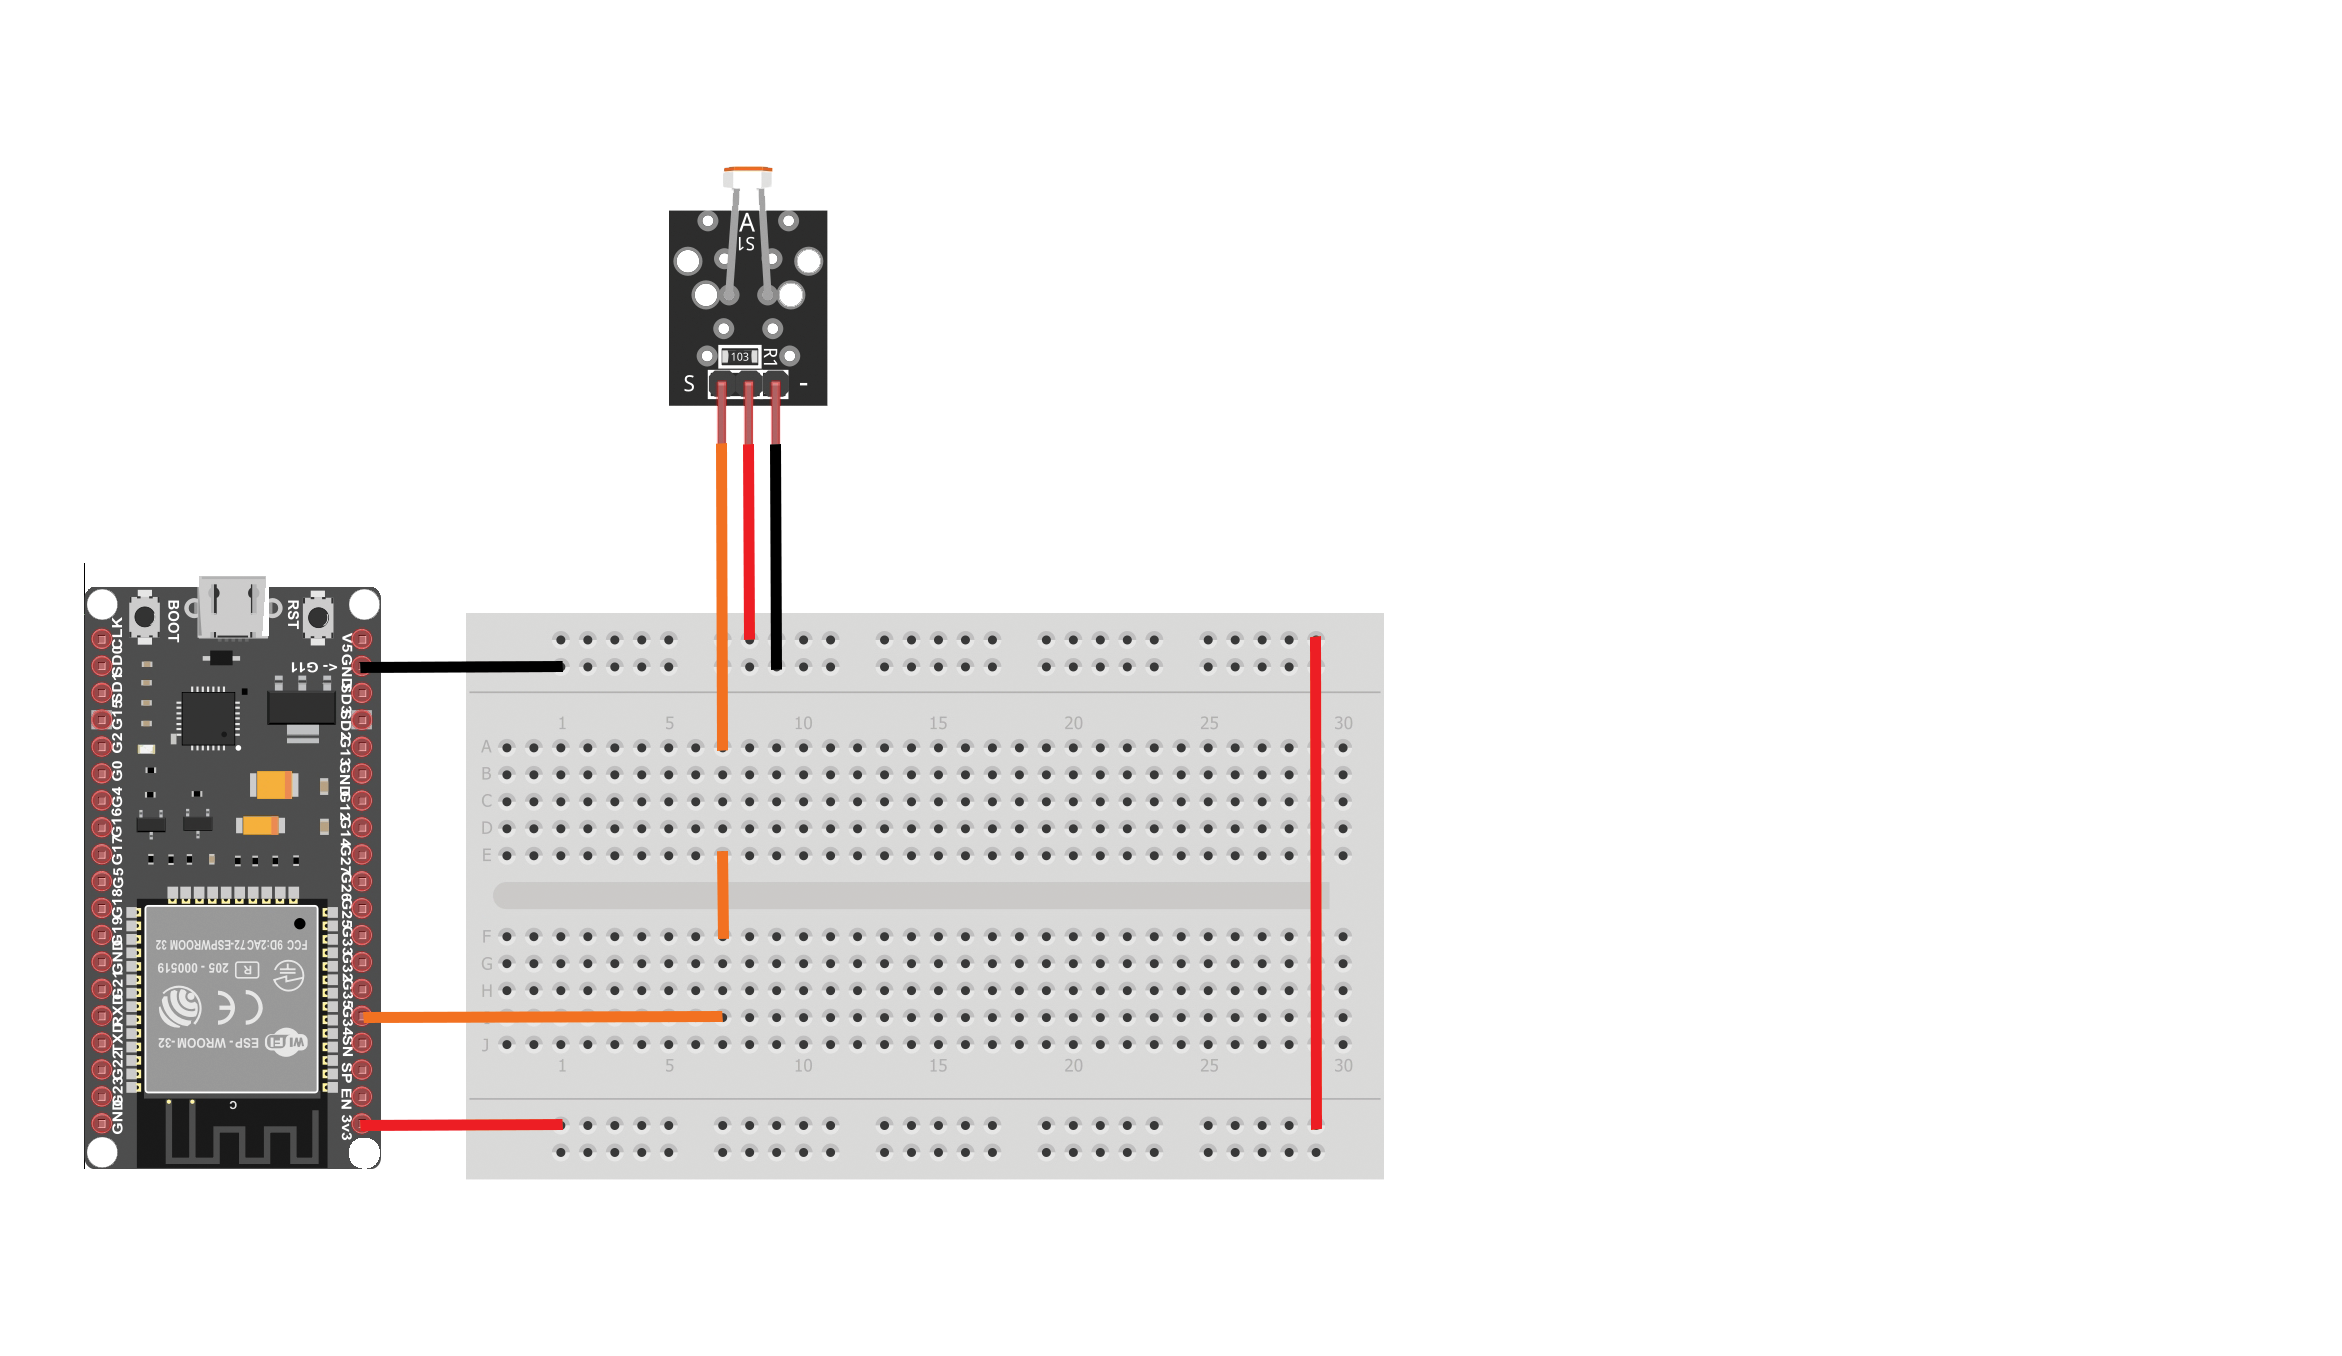 A
S1
103
R1
S
-
BOOT
RST
CLK
SD0
SD1
G15
G2
G0
G4
G16
G17
G5
G18
G19
GND
G21
RXD
TXD
G22
G23
GND
V5
<- G11
GND
SD3
SD2
G13
GND
G12
G14
G27
G26
G25
G33
G32
G35
G34
SN
SP
EN
3v3
FCC 9D:2AC72-ESPWROOM 32
R
205 - 000519
CE
WiFi
ESP - WROOM-32
C
1 5 10 15 20 25 30
A
B
C
D
E
F
G
H
J
1 5 10 15 20 25 30